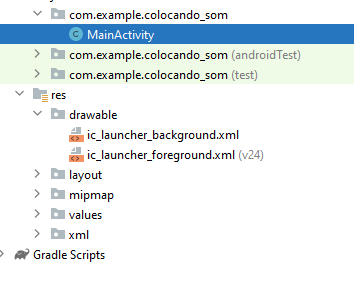 com.example.colocando_som
MainActivity
com.example.colocando_som (androidTest)
com.example.colocando_som (test)
res
drawable
ic_launcher_background.xml
ic_launcher_foreground.xml (v24)
layout
mipmap
values
xml
Gradle Scripts